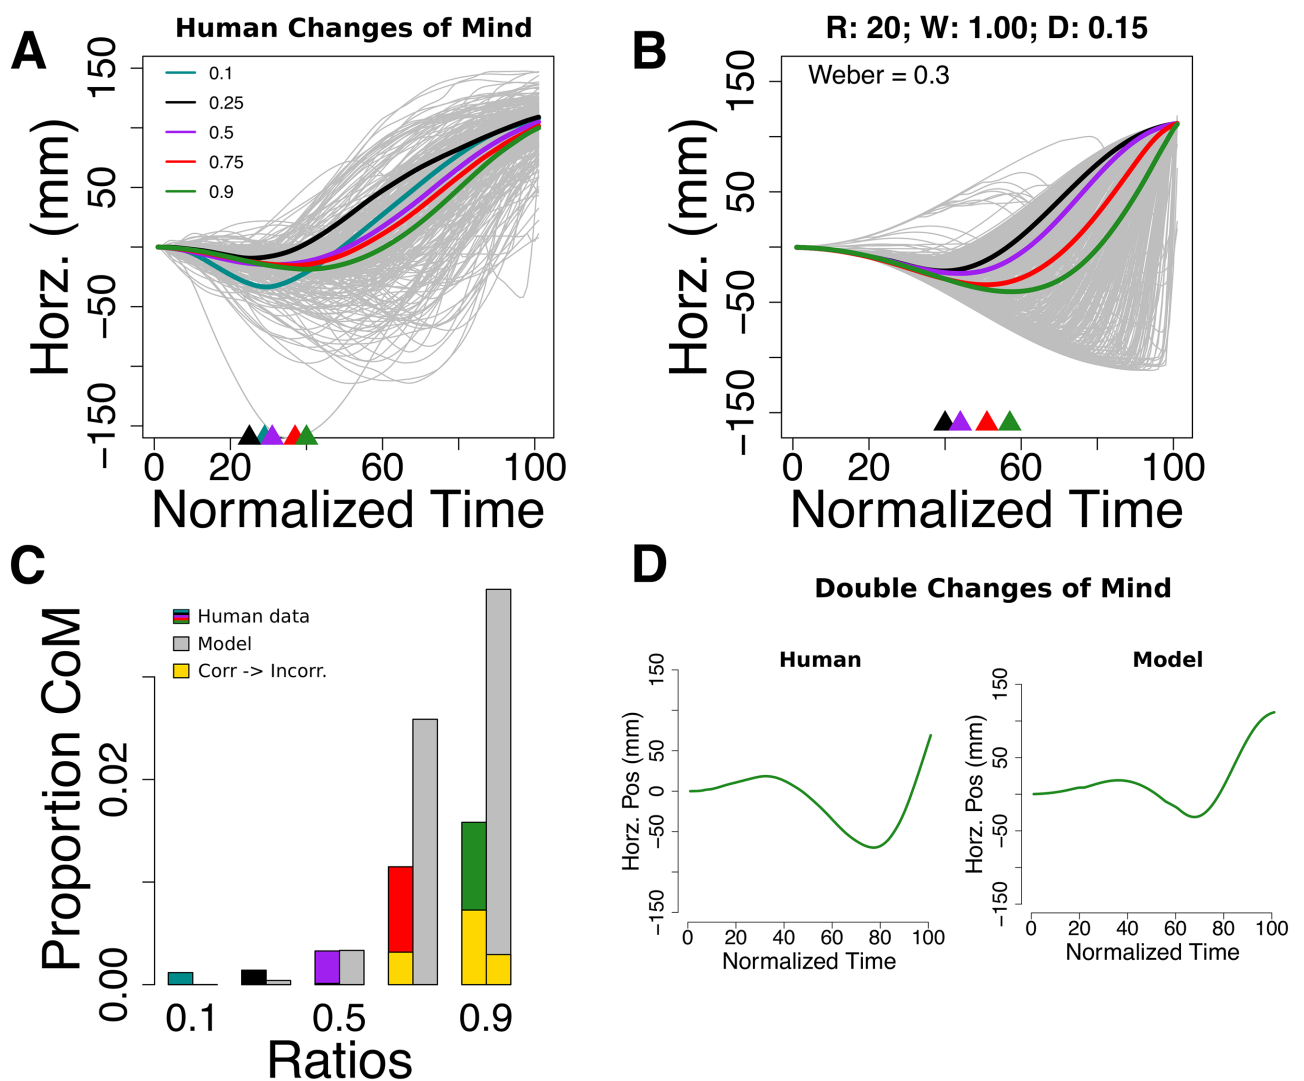 A
Human Changes of Mind
0.1
0.25
0.5
0.75
0.9
Horz. (mm)
150
50
−50
−150
0 20 60 100
Normalized Time
B
R: 20; W: 1.00; D: 0.15
Weber = 0.3
Horz. (mm)
150
50
−50
−150
0 20 60 100
Normalized Time
C
Human data
Model
Corr -> Incorr.
Proportion CoM
0.02
0.00
0.1 0.5 0.9
Ratios
D
Double Changes of Mind
Human
Horz. Pos (mm)
150
50
0
−50
−150
0 20 40 60 80 100
Normalized Time
Model
Horz. Pos (mm)
150
50
0
−50
−150
0 20 40 60 80 100
Normalized Time